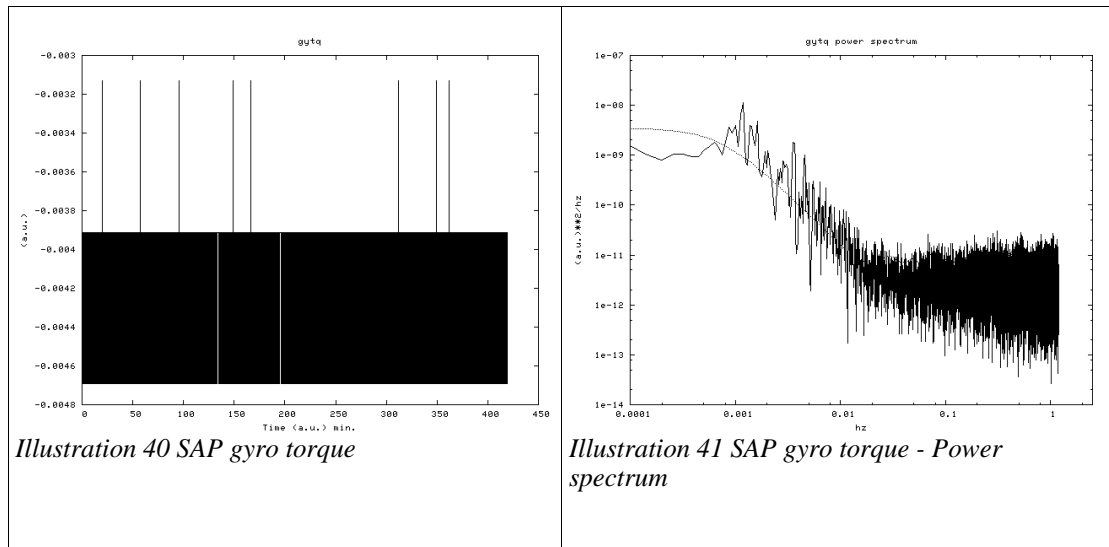 gytq
-0.003
-0.0032
-0.0034
-0.0036
-0.0038
-0.004
-0.0042
-0.0044
-0.0046
-0.0048
(a.u.)
0 50 100 150 200 250 300 350 400 450
Time (a.u.) min.
Illustration 40 SAP gyro torque
gytq power spectrum
1e-07
1e-08
1e-09
1e-10
1e-11
1e-12
1e-13
1e-14
(a.u.)**2/hz
0.0001 0.001 0.01 0.1 1
hz
Illustration 41 SAP gyro torque - Power
spectrum